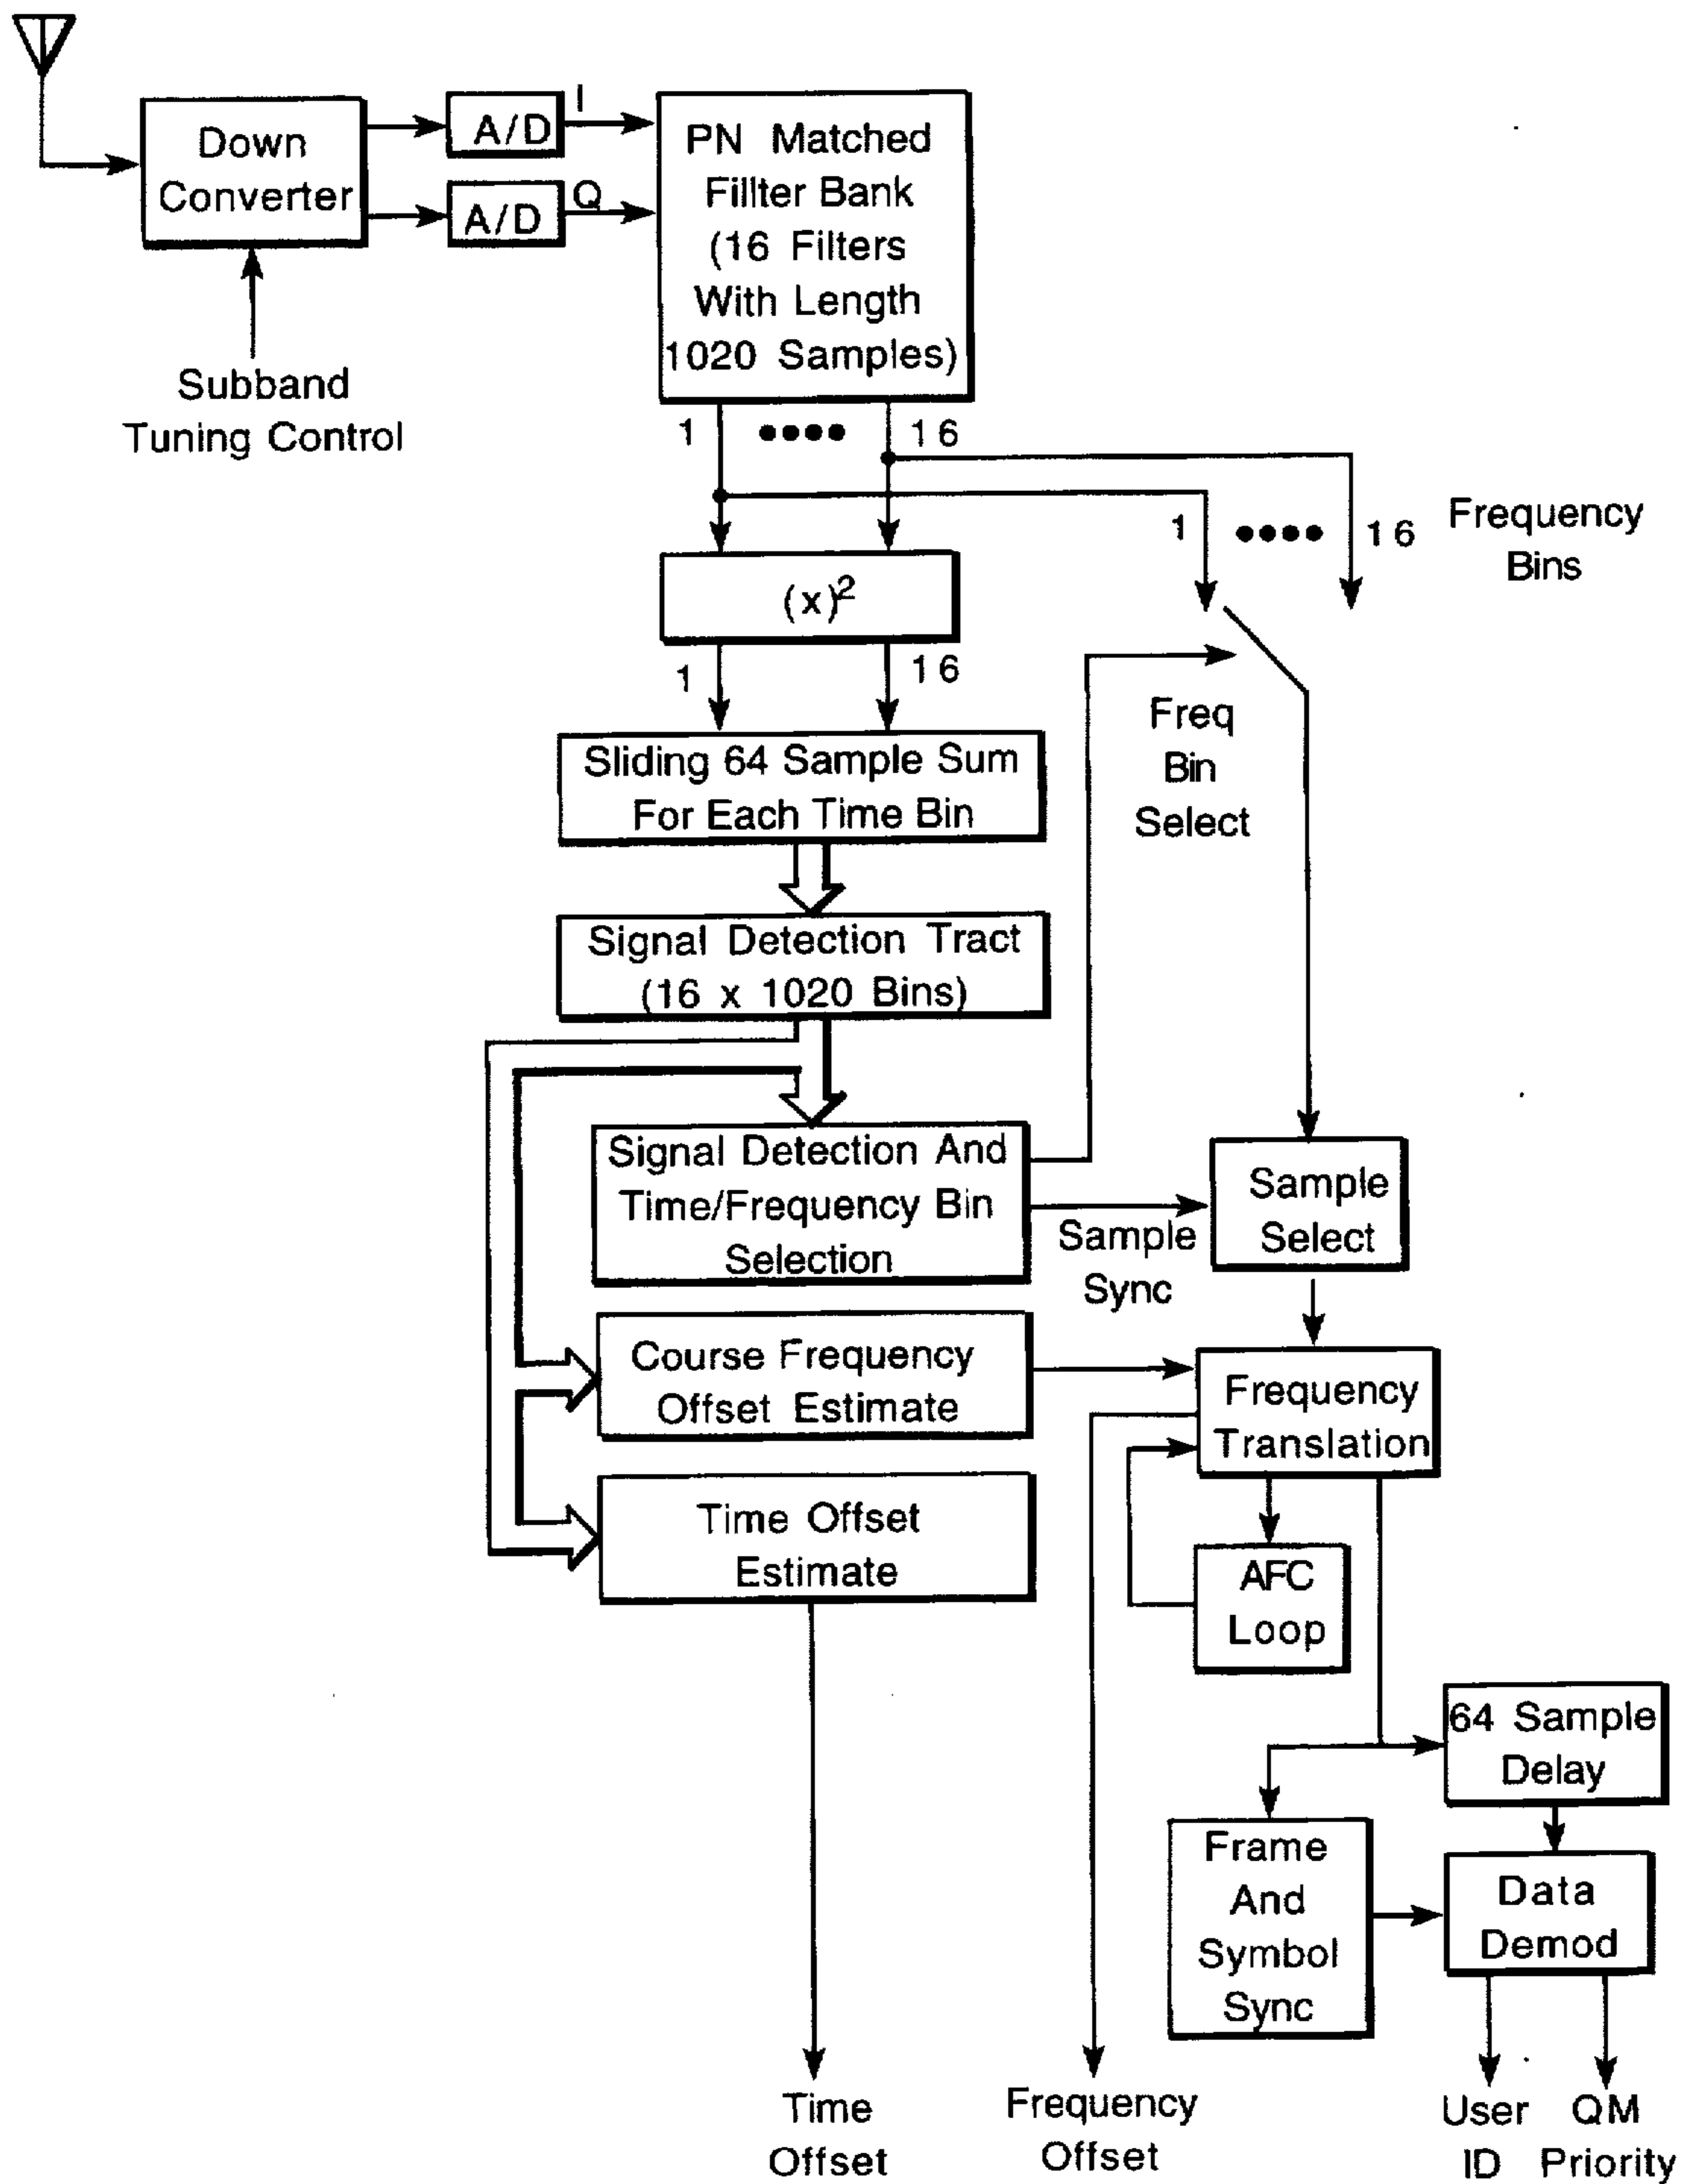 Down
Converter
A/D
I
A/D
Q
PN Matched
Fillter Bank
(16 Filters
With Length
1020 Samples)
Subband
Tuning Control
1
16
1
16
Frequency
Bins
(x)²
1
16
Freq
Bin
Select
Sliding 64 Sample Sum
For Each Time Bin
Signal Detection Tract
(16 x 1020 Bins)
Signal Detection And
Time/Frequency Bin
Selection
Sample
Sync
Sample
Select
Course Frequency
Offset Estimate
Frequency
Translation
Time Offset
Estimate
AFC
Loop
64 Sample
Delay
Frame
And
Symbol
Sync
Data
Demod
Time
Offset
Frequency
Offset
User
ID
QM
Priority